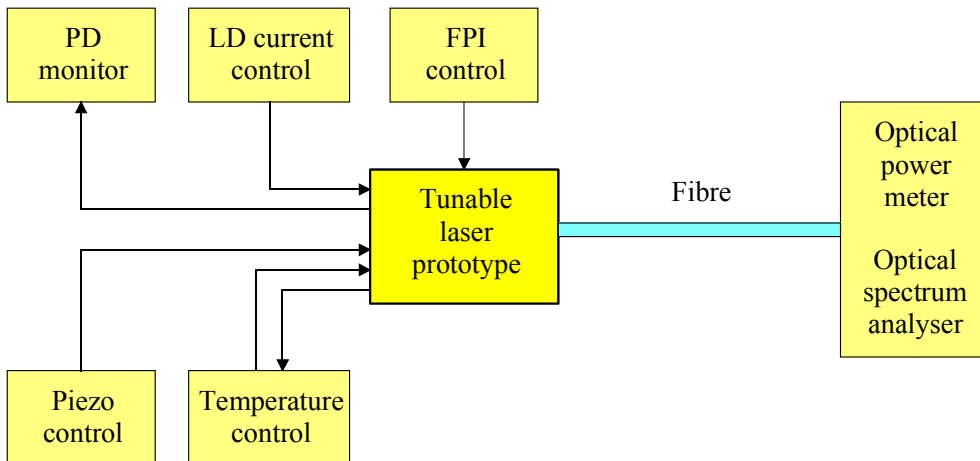 PD
monitor
LD current
control
FPI
control
Tunable
laser
prototype
Fibre
Optical
power
meter
Optical
spectrum
analyser
Piezo
control
Temperature
control